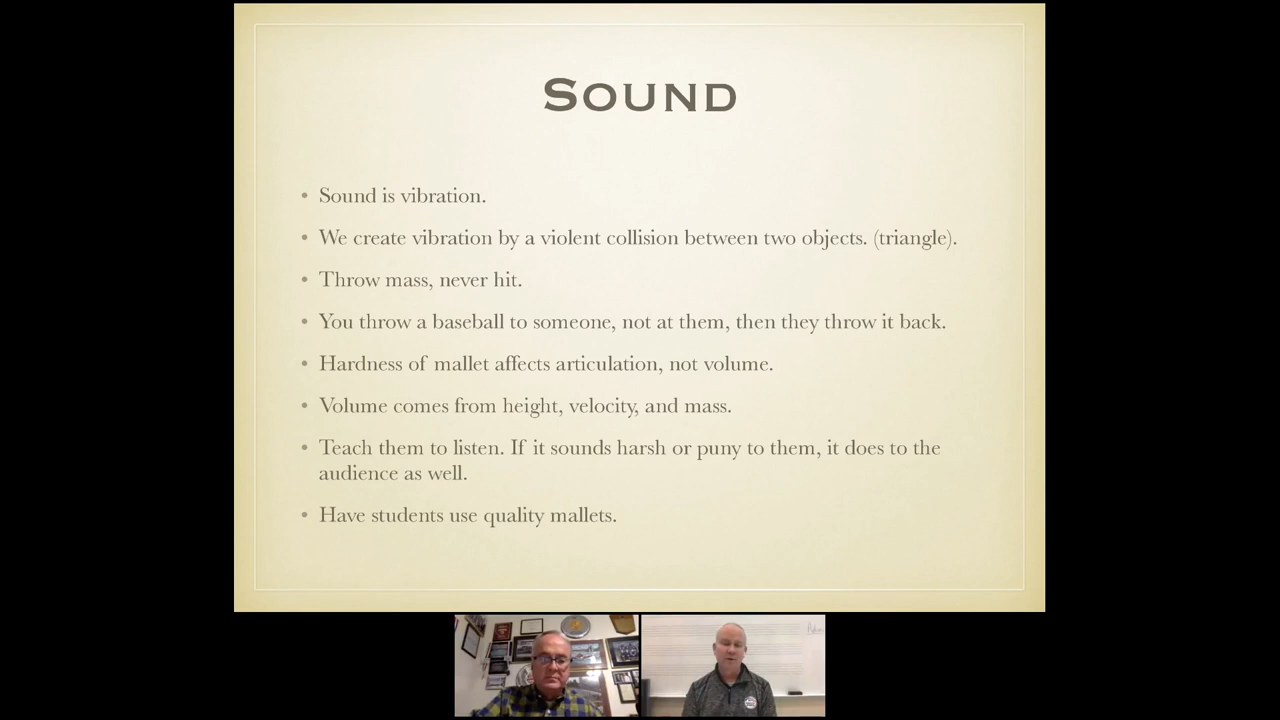 SOUND
• Sound is vibration.
• We create vibration by a violent collision between two objects. (triangle).
• Throw mass, never hit.
• You throw a baseball to someone, not at them, then they throw it back.
• Hardness of mallet affects articulation, not volume.
• Volume comes from height, velocity, and mass.
• Teach them to listen. If it sounds harsh or puny to them, it does to the
audience as well.
• Have students use quality mallets.